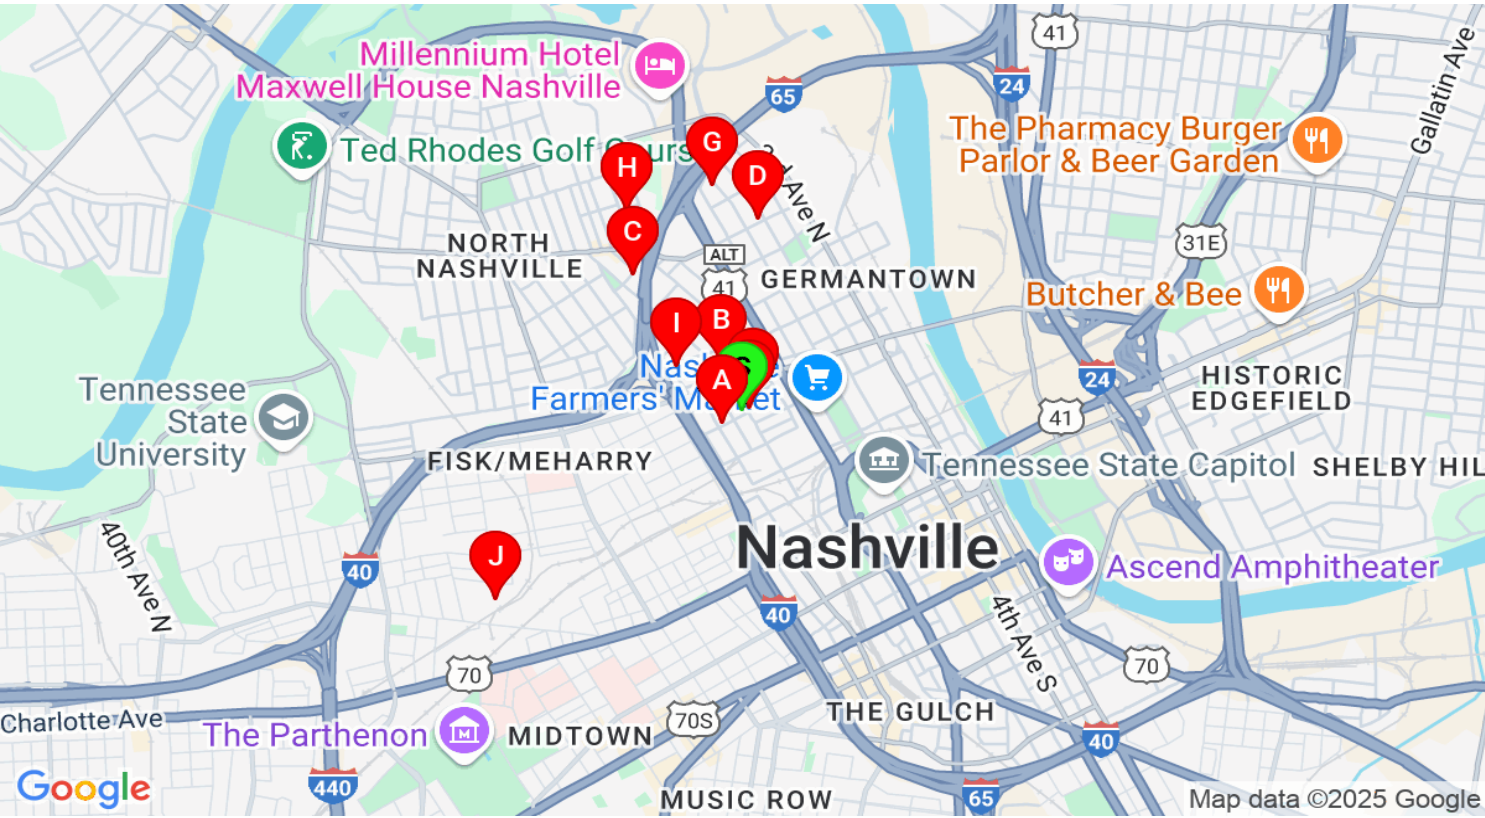 41
Gallatin Ave
Millennium Hotel
Maxwell House Nashville
65
24
The Pharmacy Burger
Parlor & Beer Garden
G
Ted Rhodes Golf
H
D
Ave N
C
31E
NORTH
NASHVILLE
ALT
41
GERMANTOWN
Butcher & Bee
I
B
S
A
Farmers'
24
HISTORIC
EDGEFIELD
Tennessee
State
University
41
FISK/MEHARRY
Tennessee State Capitol
SHELBY HIL
40th Ave N
J
Nashville
40
Ascend Amphitheater
40
4th Ave S
70
70
Charlotte Ave
The Parthenon
MIDTOWN
70S
THE GULCH
40
Google
440
MUSIC ROW
65
Map data ©2025 Google